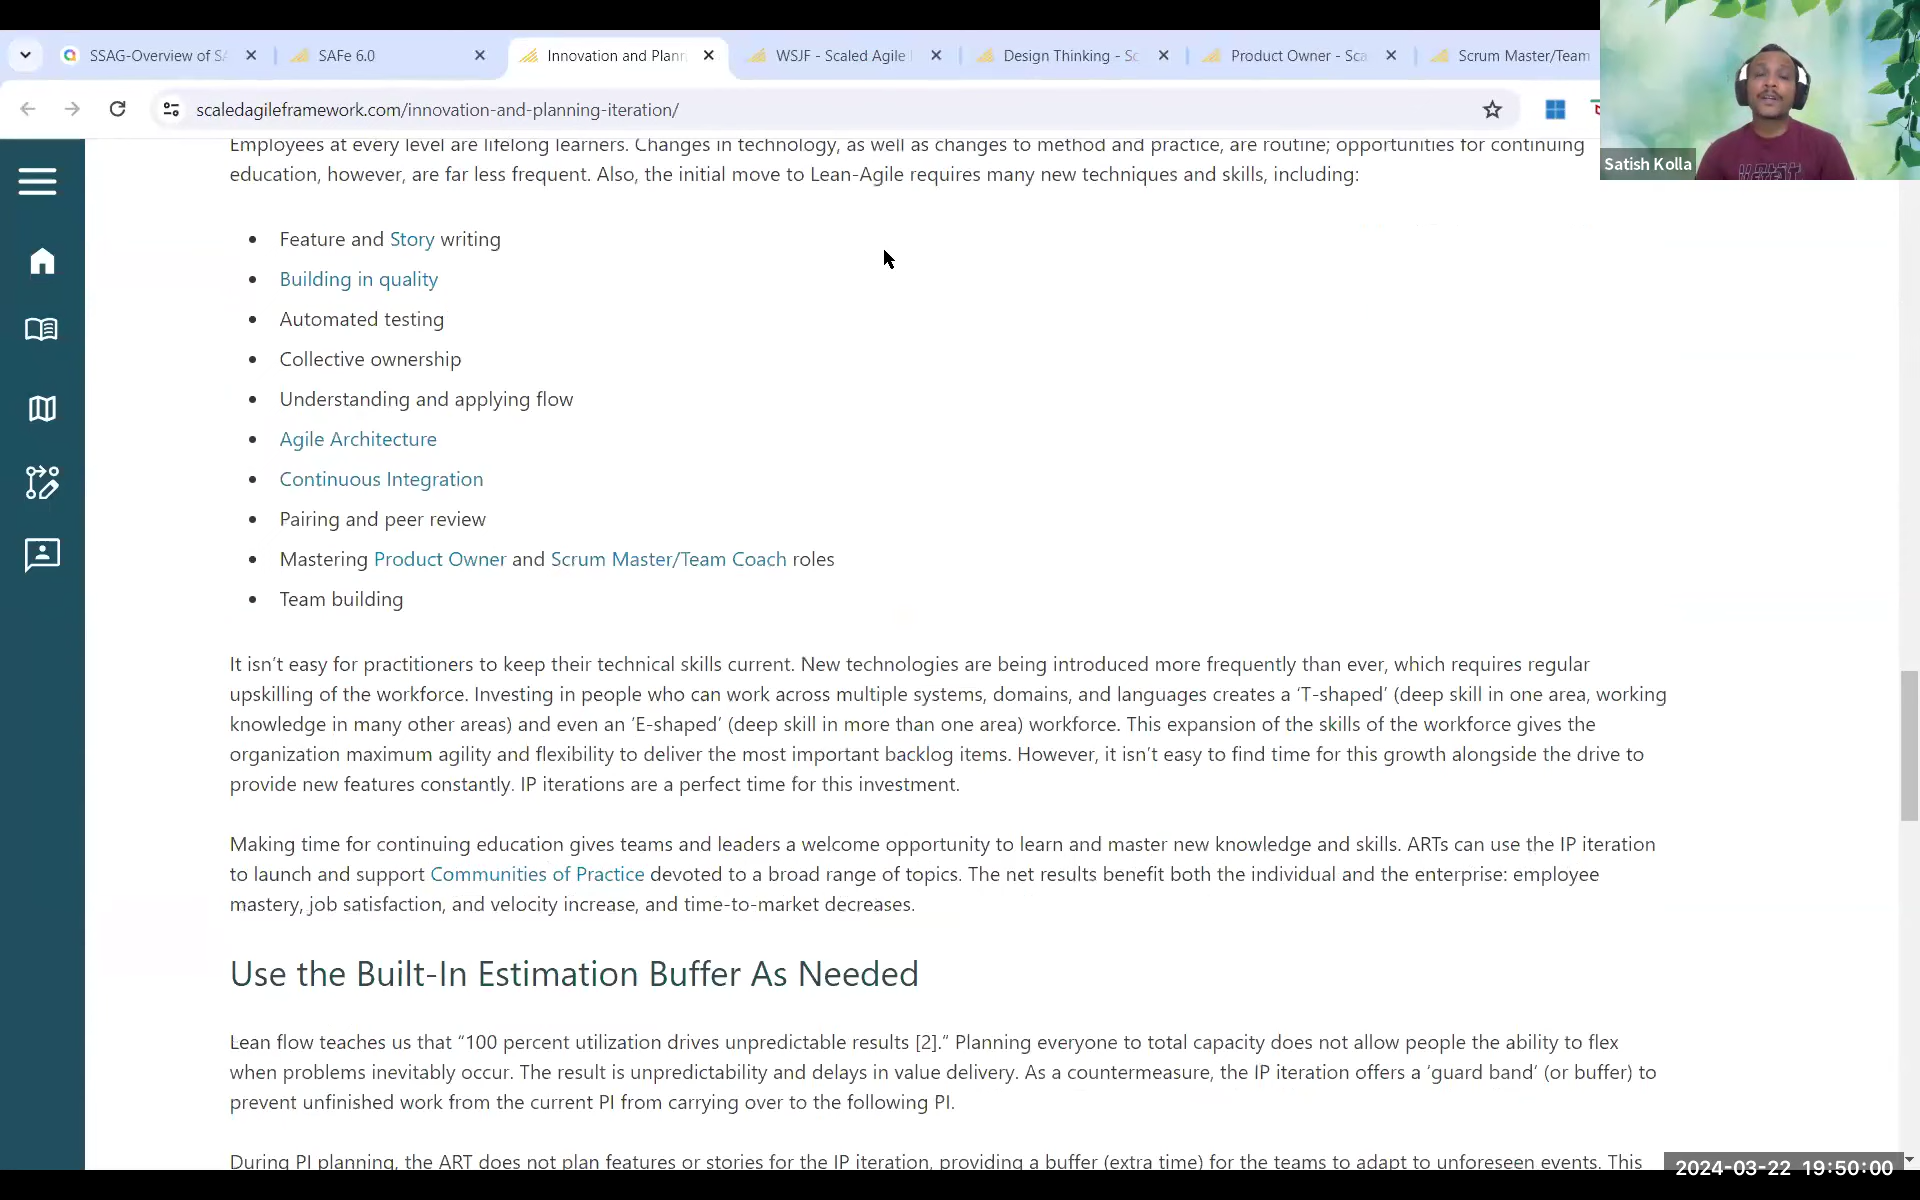 SSAG-Overview of SA
SAFe 6.0
Innovation and Plann
WSJF - Scaled Agile
Design Thinking - Sc
Product Owner - Sca
Scrum Master/Team
scaledagileframework.com/innovation-and-planning-iteration/
Satish Kolla
Employees at every level are lifelong learners. Changes in technology, as well as changes to method and practice, are routine; opportunities for continuing
education, however, are far less frequent. Also, the initial move to Lean-Agile requires many new techniques and skills, including:
• Feature and Story writing
• Building in quality
• Automated testing
• Collective ownership
• Understanding and applying flow
• Agile Architecture
• Continuous Integration
• Pairing and peer review
• Mastering Product Owner and Scrum Master/Team Coach roles
• Team building
It isn’t easy for practitioners to keep their technical skills current. New technologies are being introduced more frequently than ever, which requires regular
upskilling of the workforce. Investing in people who can work across multiple systems, domains, and languages creates a ‘T-shaped’ (deep skill in one area, working
knowledge in many other areas) and even an ‘E-shaped’ (deep skill in more than one area) workforce. This expansion of the skills of the workforce gives the
organization maximum agility and flexibility to deliver the most important backlog items. However, it isn’t easy to find time for this growth alongside the drive to
provide new features constantly. IP iterations are a perfect time for this investment.
Making time for continuing education gives teams and leaders a welcome opportunity to learn and master new knowledge and skills. ARTs can use the IP iteration
to launch and support Communities of Practice devoted to a broad range of topics. The net results benefit both the individual and the enterprise: employee
mastery, job satisfaction, and velocity increase, and time-to-market decreases.
Use the Built-In Estimation Buffer As Needed
Lean flow teaches us that “100 percent utilization drives unpredictable results [2].” Planning everyone to total capacity does not allow people the ability to flex
when problems inevitably occur. The result is unpredictability and delays in value delivery. As a countermeasure, the IP iteration offers a ‘guard band’ (or buffer) to
prevent unfinished work from the current PI from carrying over to the following PI.
During PI planning, the ART does not plan features or stories for the IP iteration, providing a buffer (extra time) for the teams to adapt to unforeseen events. This
2024-03-22 19:50:00